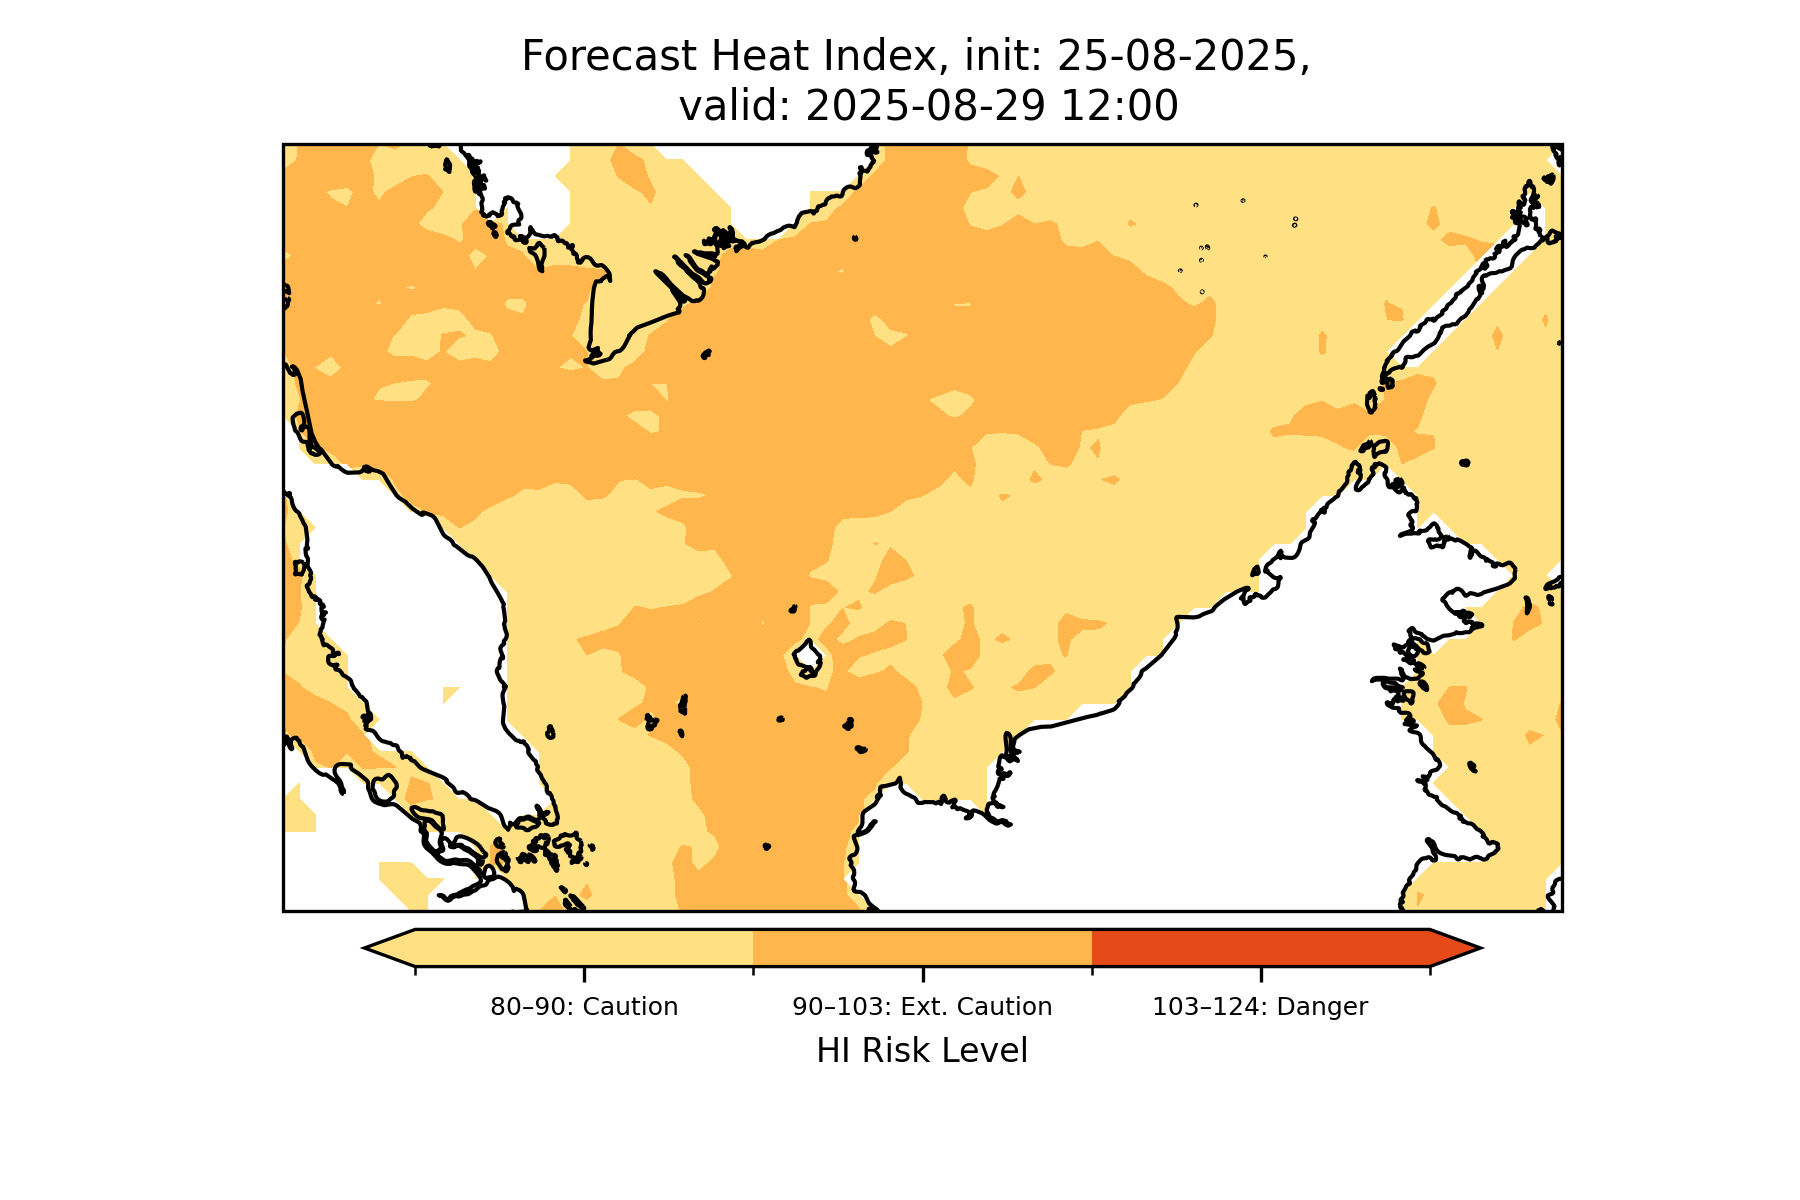 Forecast Heat Index, init: 25-08-2025,
valid: 2025-08-29 12:00
80–90: Caution
90–103: Ext. Caution
103–124: Danger
HI Risk Level